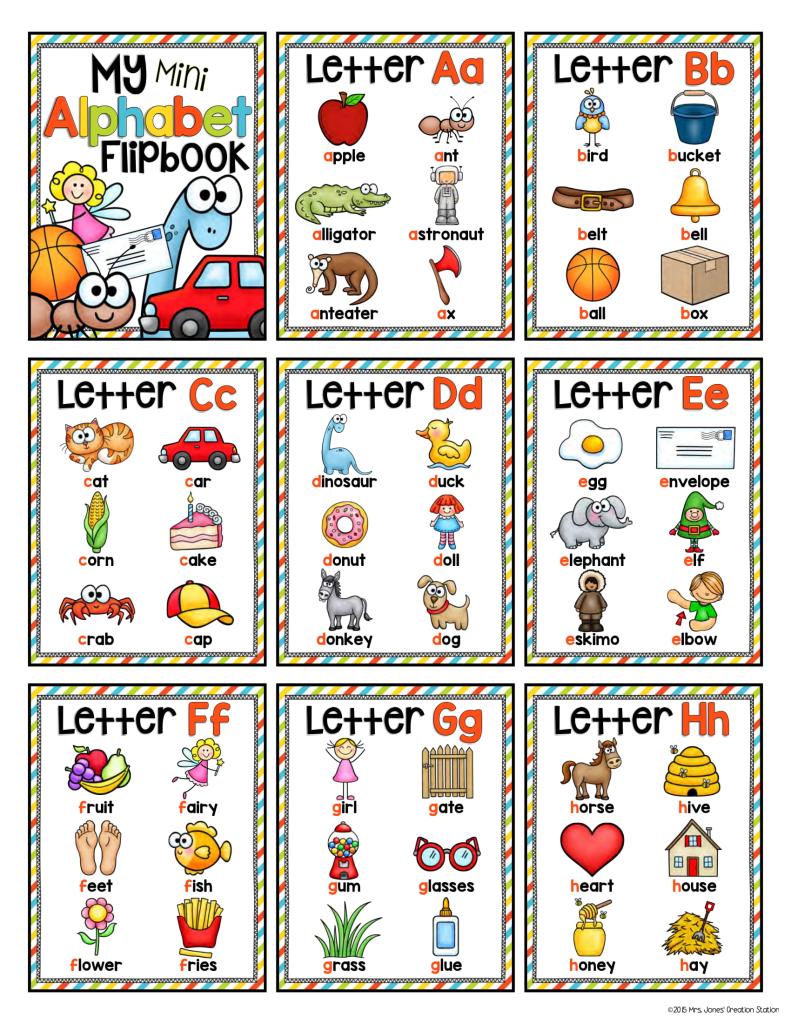 My Mini
Alphabet
Flipbook
Letter Aa
apple ant
alligator astronaut
anteater ax
Letter Bb
bird bucket
belt bell
ball box
Letter Cc
cat car
corn cake
crab cap
Letter Dd
dinosaur duck
donut doll
donkey dog
Letter Ee
egg envelope
elephant elf
eskimo elbow
Letter Ff
fruit fairy
feet fish
flower fries
Letter Gg
girl gate
gum glasses
grass glue
Letter Hh
horse hive
heart house
honey hay
©2015 Mrs. Jones' Creation Station